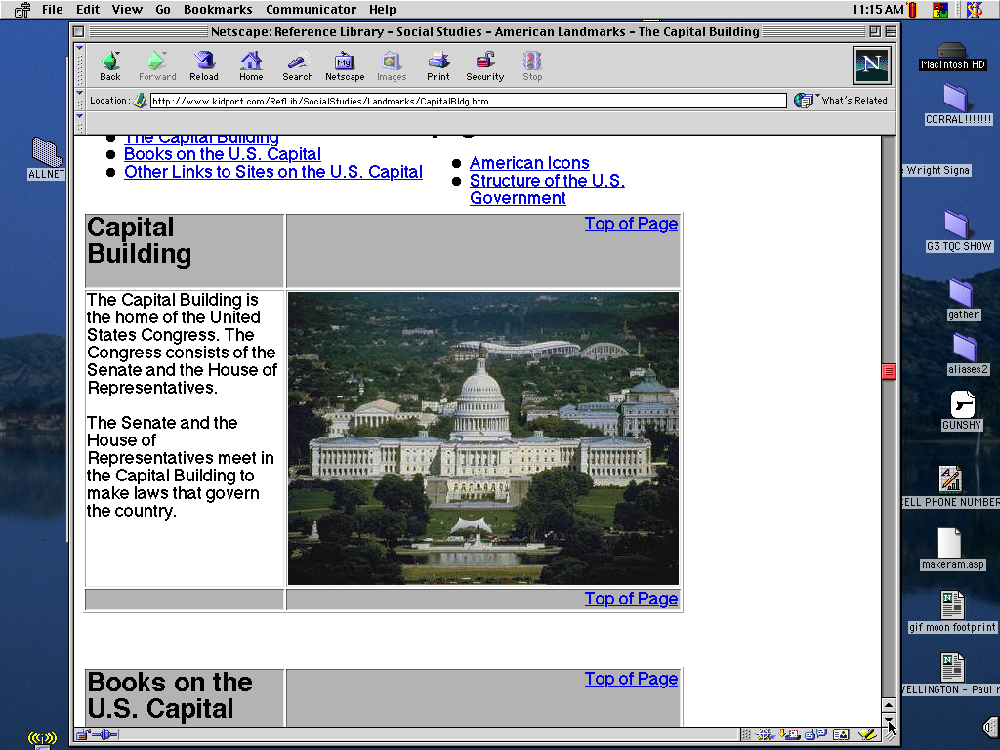 File Edit View Go Bookmarks Communicator Help 11:15 AM
Netscape: Reference Library - Social Studies - American Landmarks - The Capital Building
Back Forward Reload Home Search Netscape Images Print Security Stop
Location: http://www.kidport.com/RefLib/SocialStudies/Landmarks/CapitalBldg.htm What's Related
The Capital Building
Books on the U.S. Capital
Other Links to Sites on the U.S. Capital
American Icons
Structure of the U.S.
Government
Capital
Building
Top of Page
The Capital Building is
the home of the United
States Congress. The
Congress consists of the
Senate and the House of
Representatives.
The Senate and the
House of
Representatives meet in
the Capital Building to
make laws that govern
the country.
Top of Page
Books on the
U.S. Capital
Top of Page
ALLNET
Macintosh HD
CORRAL!!!!!!!
Wright Signa
G3 TQC SHOW
gather
aliases2
GUNSHY
CELL PHONE NUMBER
makeram.asp
gif moon footprint
WELLINGTON - Paul r